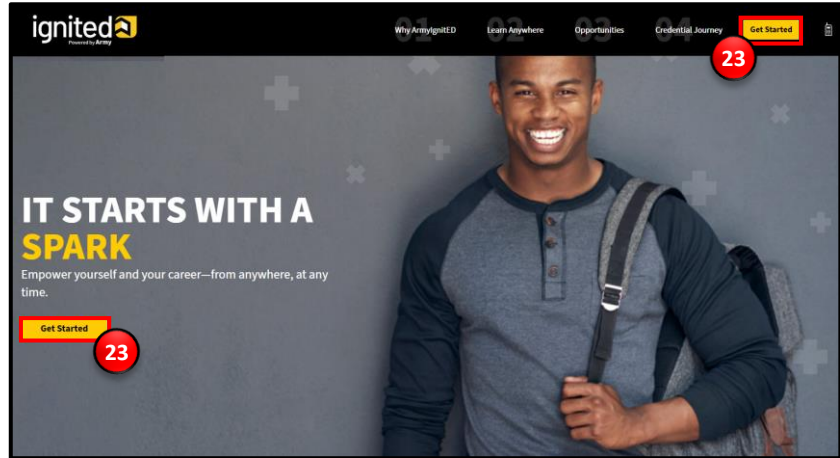 ignited
Powered by Army
01
Why ArmyIgnitED
02
Learn Anywhere
03
Opportunities
04
Credential Journey
Get Started
23
IT STARTS WITH A
SPARK
Empower yourself and your career—from anywhere, at any
time.
Get Started
23